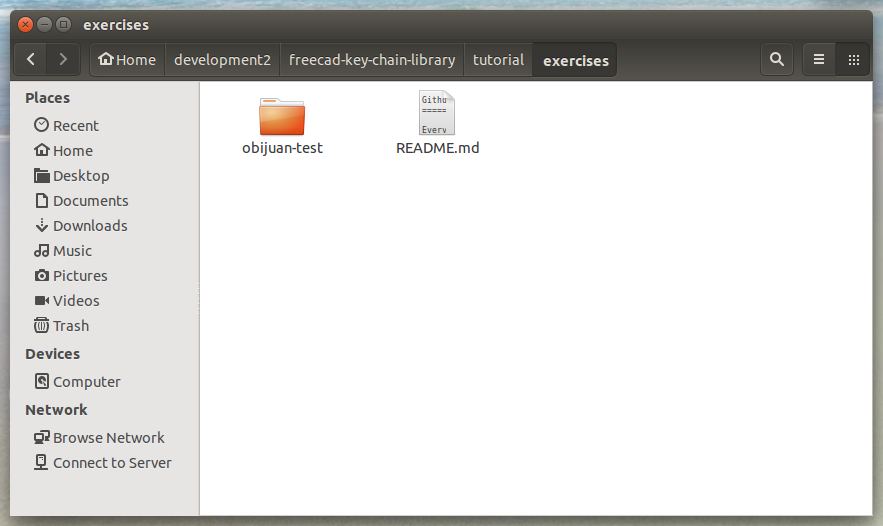 exercises
Home development2 freecad-key-chain-library tutorial exercises
Places
Recent
Home
Desktop
Documents
Downloads
Music
Pictures
Videos
Trash
Devices
Computer
Network
Browse Network
Connect to Server
obijuan-test
Githu
=====
Everv
README.md